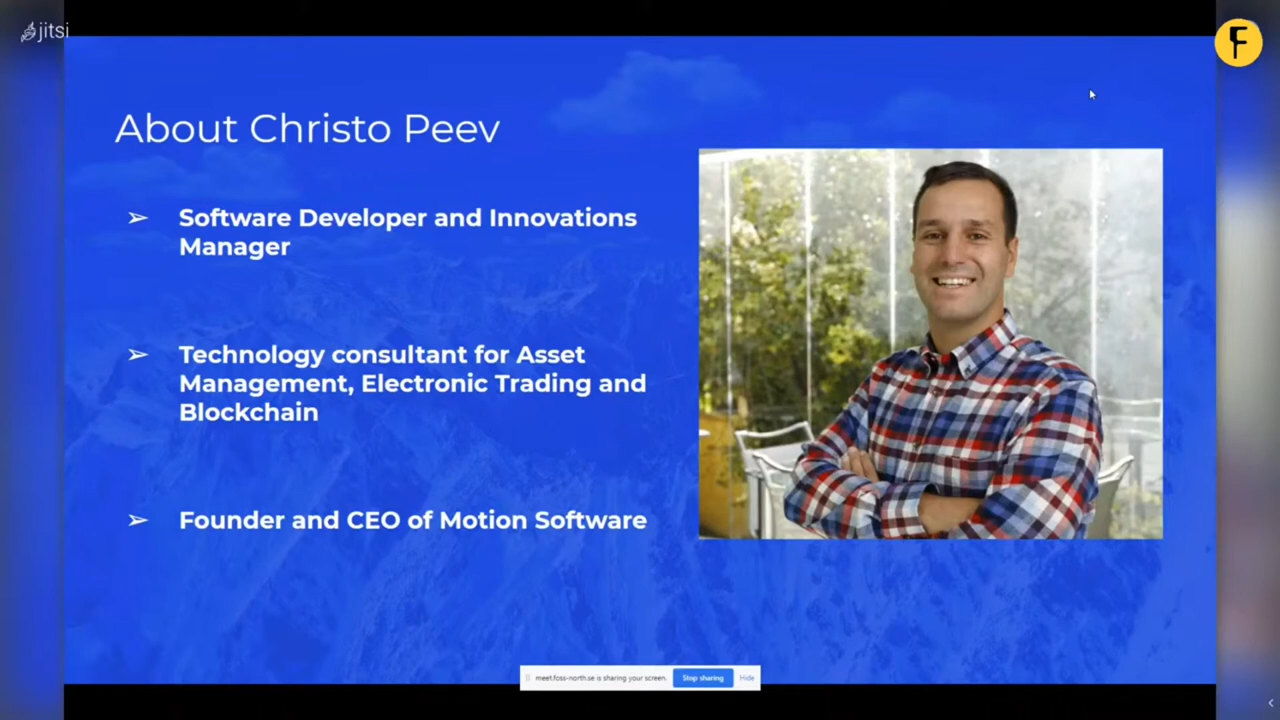 jitsi
F
About Christo Peev
➢ Software Developer and Innovations
Manager
➢ Technology consultant for Asset
Management, Electronic Trading and
Blockchain
➢ Founder and CEO of Motion Software
meet.foss-north.se is sharing your screen.
Stop sharing
Hide